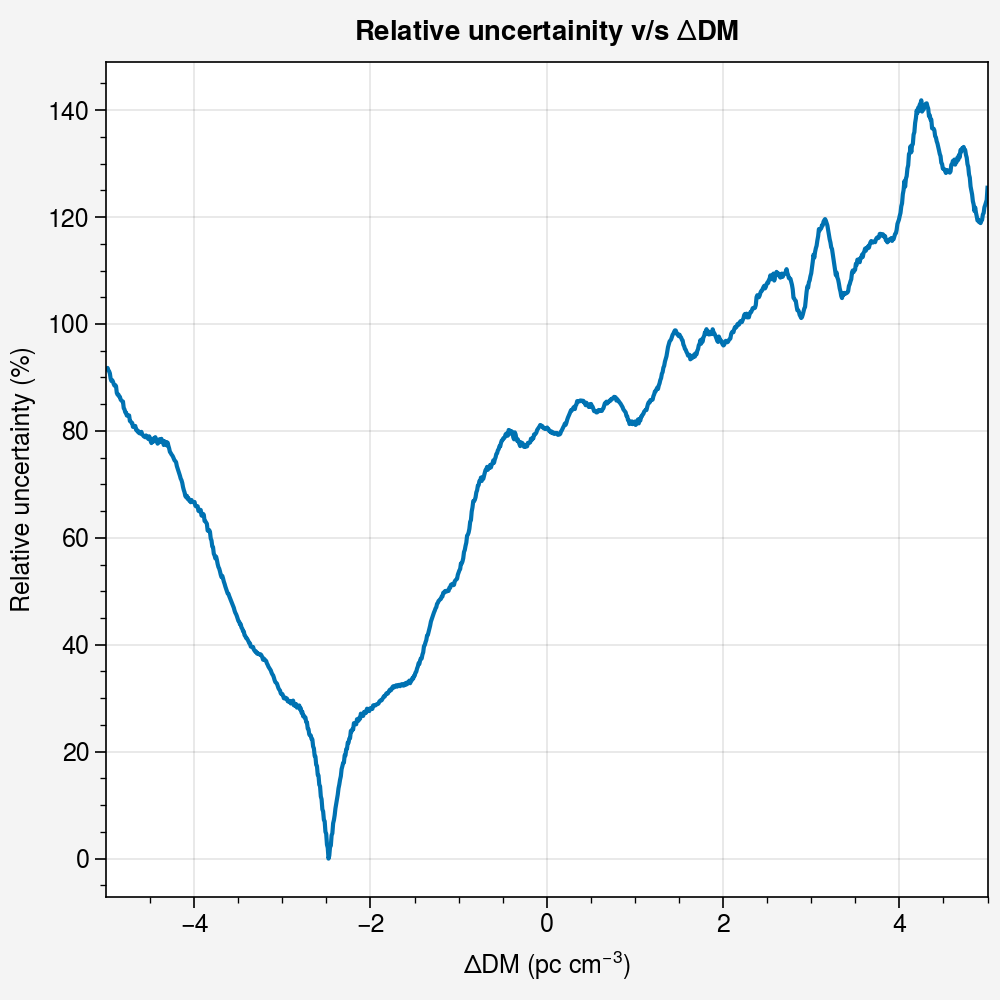 Relative uncertainity v/s ΔDM
140
120
100
80
60
40
20
0
Relative uncertainty (%)
−4 −2 0 2 4
ΔDM (pc cm⁻³)